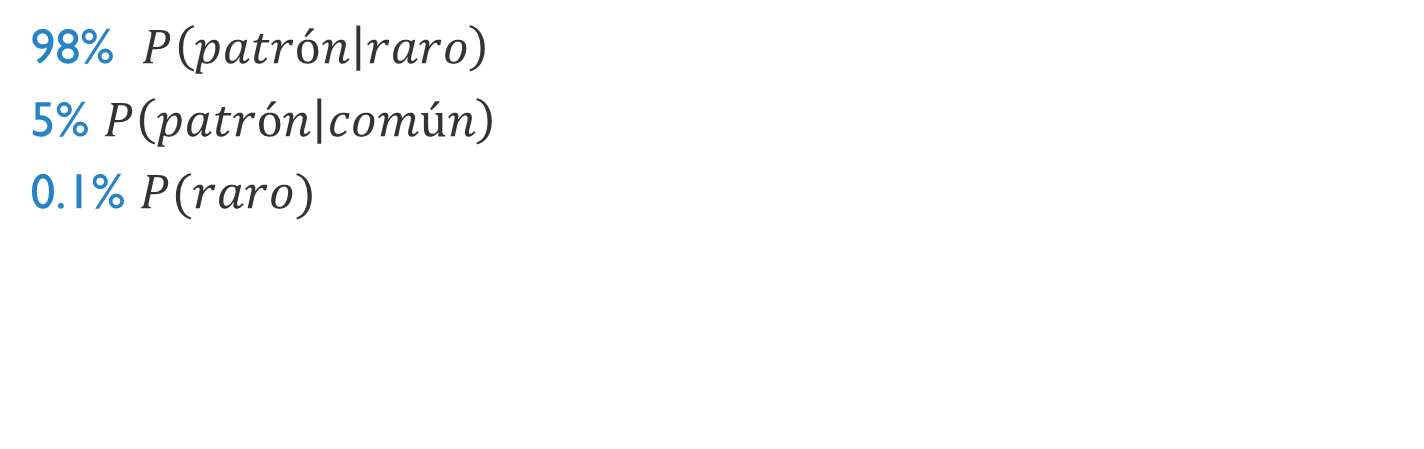 98% P(patrón|raro)
5% P(patrón|común)
0.1% P(raro)